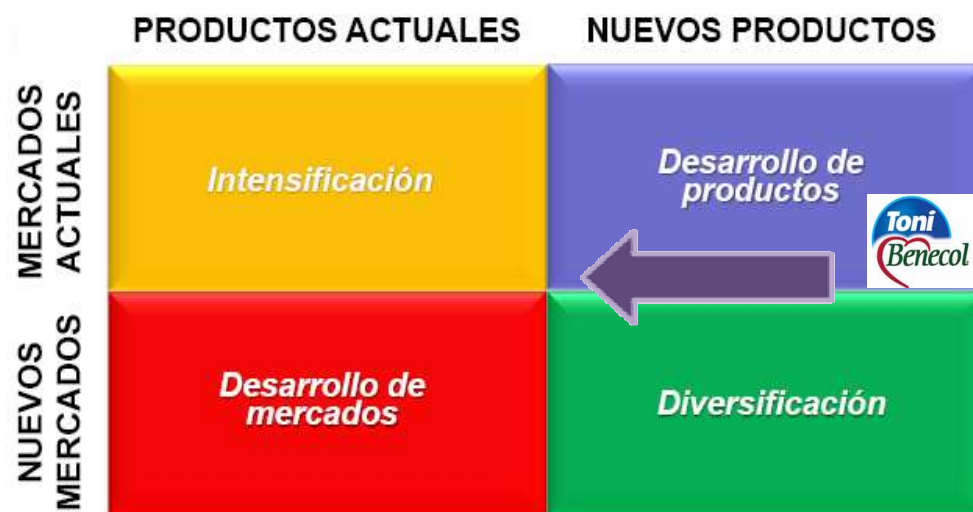 PRODUCTOS ACTUALES
NUEVOS PRODUCTOS
MERCADOS
ACTUALES
Intensificación
Desarrollo de
productos
Toni
Benecol
NUEVOS
MERCADOS
Desarrollo de
mercados
Diversificación